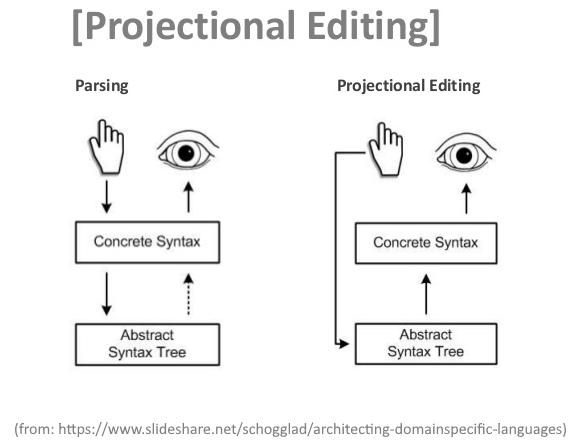 [Projectional Editing]
Parsing
Projectional Editing
Concrete Syntax
Concrete Syntax
Abstract
Syntax Tree
Abstract
Syntax Tree
(from: https://www.slideshare.net/schogglad/architecting-domainspecific-languages)